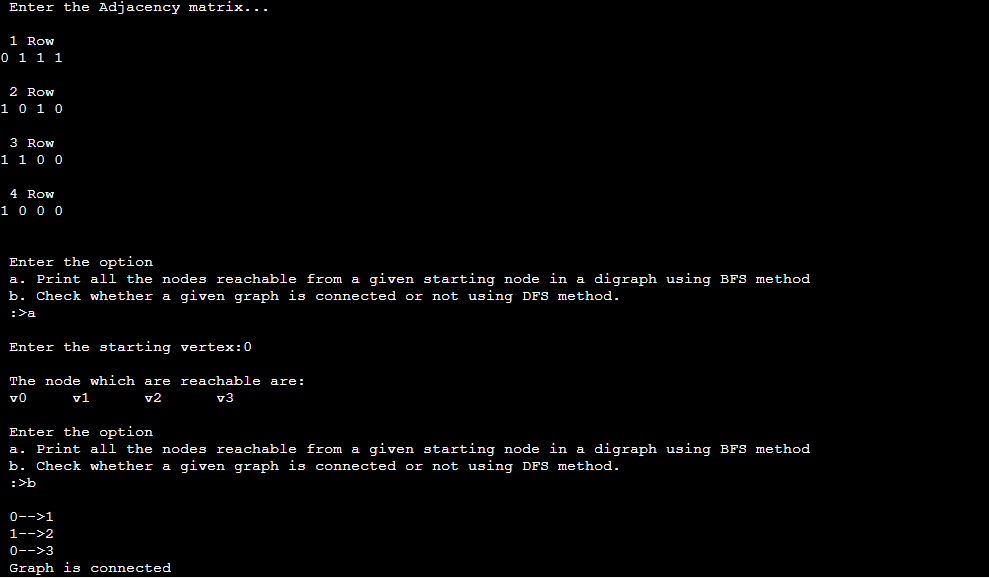 Enter the Adjacency matrix...
1 Row
0 1 1 1
2 Row
1 0 1 0
3 Row
1 1 0 0
4 Row
1 0 0 0
Enter the option
a. Print all the nodes reachable from a given starting node in a digraph using BFS method
b. Check whether a given graph is connected or not using DFS method.
:>a
Enter the starting vertex:0
The node which are reachable are:
v0 v1 v2 v3
Enter the option
a. Print all the nodes reachable from a given starting node in a digraph using BFS method
b. Check whether a given graph is connected or not using DFS method.
:>b
0-->1
1-->2
0-->3
Graph is connected